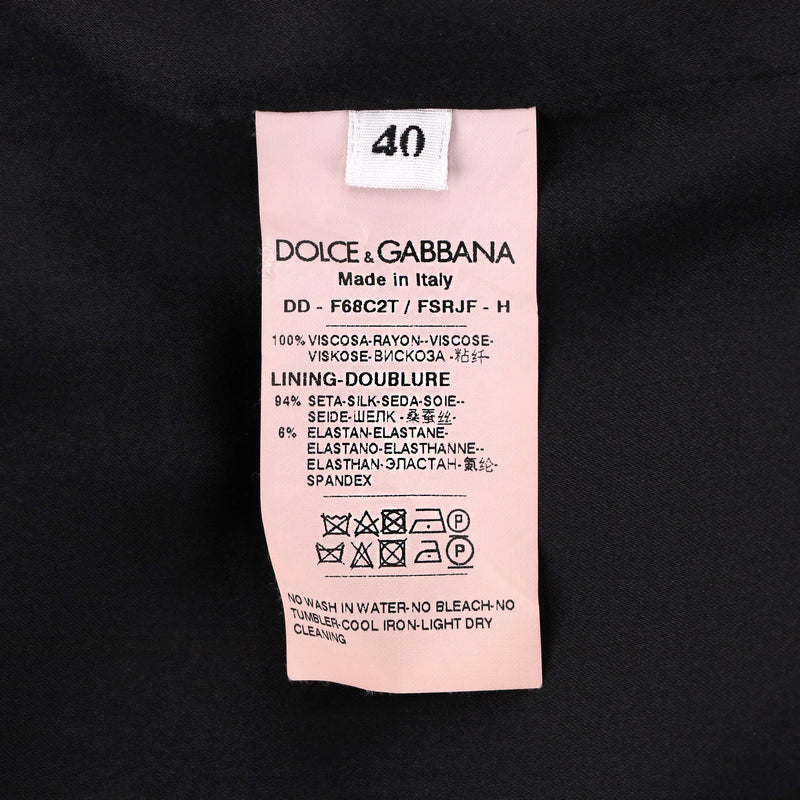 40
DOLCE & GABBANA
Made in Italy
DD - F68C2T / FSRJF - H
100% VISCOSA-RAYON--VISCOSE-
VISKOSE-ВИСКОЗА -粘纤-
LINING-DOUBLURE
94% SETA-SILK-SEDA-SOIE--
SEIDE-ШЕЛК -桑蚕丝-
6% ELASTAN-ELASTANE-
ELASTANO-ELASTHANNE--
ELASTHAN-ЭЛАСТАН-氨纶-
SPANDEX
P
P
NO WASH IN WATER-NO BLEACH-NO
TUMBLER-COOL IRON-LIGHT DRY
CLEANING